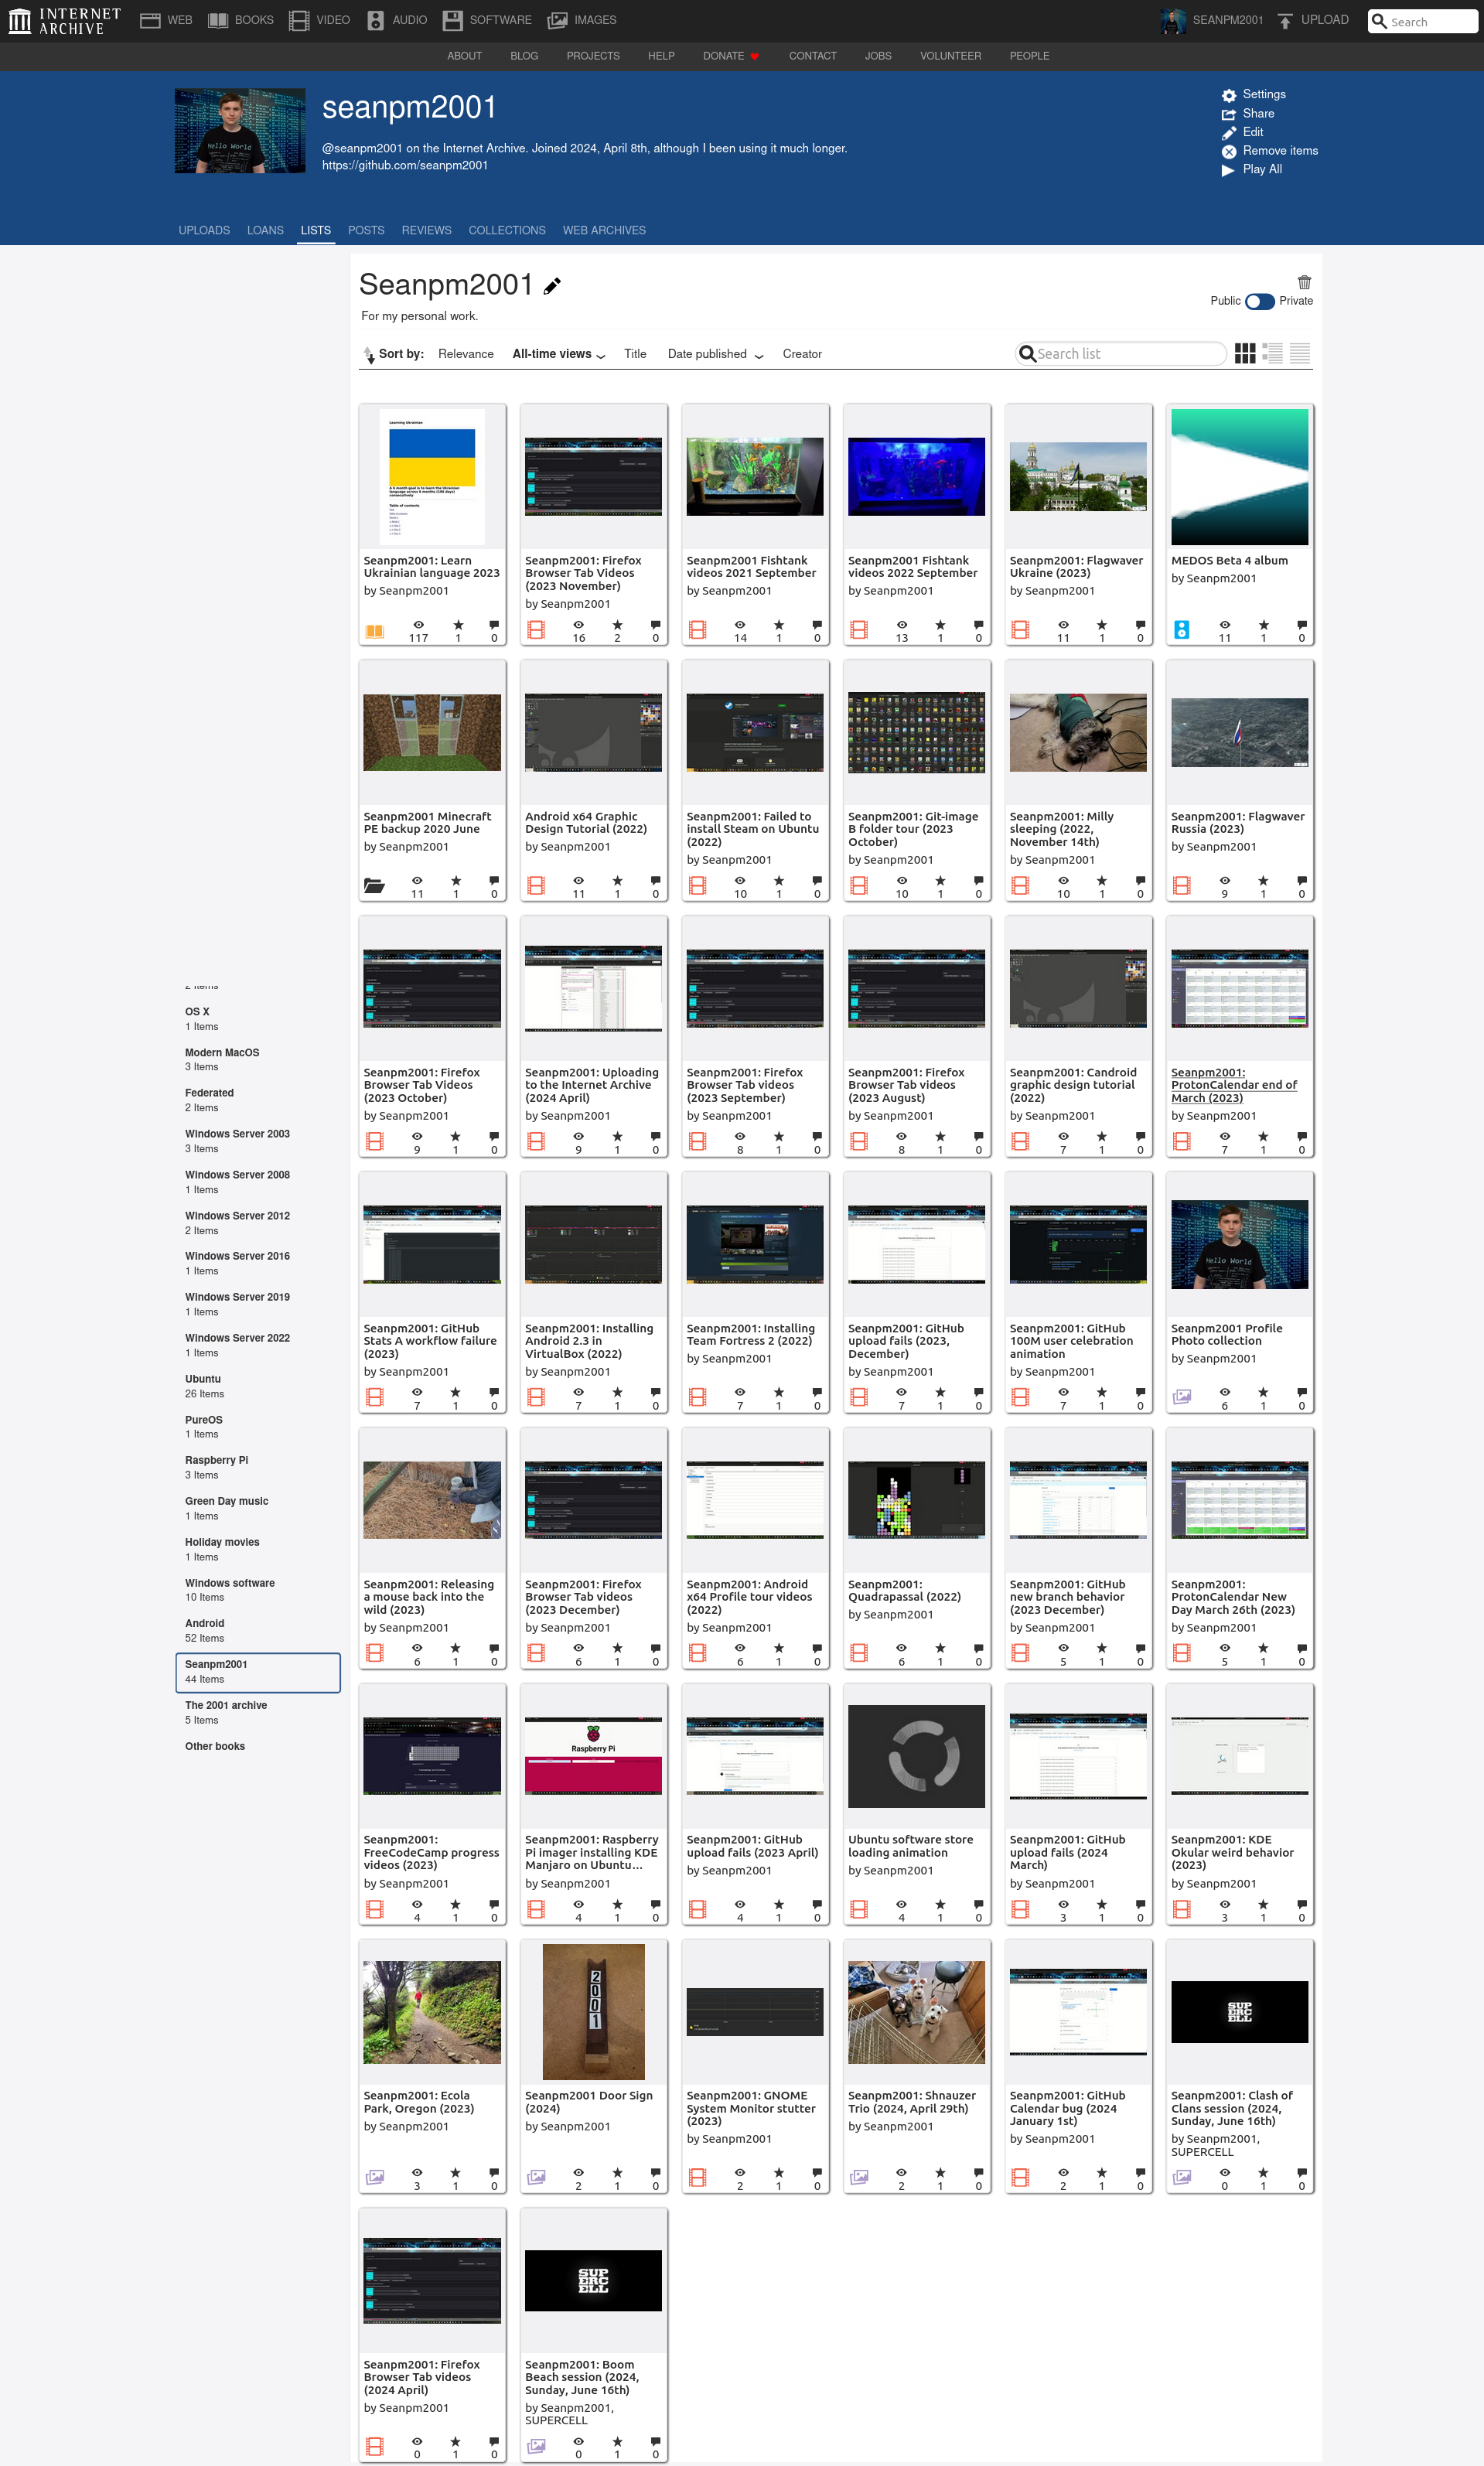 INTERNET
ARCHIVE
WEB
BOOKS
VIDEO
AUDIO
SOFTWARE
IMAGES
SEANPM2001
UPLOAD
Search
ABOUT
BLOG
PROJECTS
HELP
DONATE
CONTACT
JOBS
VOLUNTEER
PEOPLE
seanpm2001
@seanpm2001 on the Internet Archive. Joined 2024, April 8th, although I been using it much longer.
https://github.com/seanpm2001
Settings
Share
Edit
Remove items
Play All
UPLOADS
LOANS
LISTS
POSTS
REVIEWS
COLLECTIONS
WEB ARCHIVES
2 Items
OS X
1 Items
Modern MacOS
3 Items
Federated
2 Items
Windows Server 2003
3 Items
Windows Server 2008
1 Items
Windows Server 2012
2 Items
Windows Server 2016
1 Items
Windows Server 2019
1 Items
Windows Server 2022
1 Items
Ubuntu
26 Items
PureOS
1 Items
Raspberry Pi
3 Items
Green Day music
1 Items
Holiday movies
1 Items
Windows software
10 Items
Android
52 Items
Seanpm2001
44 Items
The 2001 archive
5 Items
Other books
Seanpm2001
For my personal work.
Public
Private
Sort by:
Relevance
All-time views
Title
Date published
Creator
Search list
Learning Ukrainian
Seanpm2001: Learn
Ukrainian language 2023
by Seanpm2001
117 1 0
Seanpm2001: Firefox
Browser Tab Videos
(2023 November)
by Seanpm2001
16 2 0
Seanpm2001 Fishtank
videos 2021 September
by Seanpm2001
14 1 0
Seanpm2001 Fishtank
videos 2022 September
by Seanpm2001
13 1 0
Seanpm2001: Flagwaver
Ukraine (2023)
by Seanpm2001
11 1 0
MEDOS Beta 4 album
by Seanpm2001
11 1 0
Seanpm2001 Minecraft
PE backup 2020 June
by Seanpm2001
11 1 0
Android x64 Graphic
Design Tutorial (2022)
by Seanpm2001
11 1 0
Seanpm2001: Failed to
install Steam on Ubuntu
(2022)
by Seanpm2001
10 1 0
Seanpm2001: Git-image
B folder tour (2023
October)
by Seanpm2001
10 1 0
Seanpm2001: Milly
sleeping (2022,
November 14th)
by Seanpm2001
10 1 0
Seanpm2001: Flagwaver
Russia (2023)
by Seanpm2001
9 1 0
Seanpm2001: Firefox
Browser Tab Videos
(2023 October)
by Seanpm2001
9 1 0
Seanpm2001: Uploading
to the Internet Archive
(2024 April)
by Seanpm2001
9 1 0
Seanpm2001: Firefox
Browser Tab videos
(2023 September)
by Seanpm2001
8 1 0
Seanpm2001: Firefox
Browser Tab videos
(2023 August)
by Seanpm2001
8 1 0
Seanpm2001: Candroid
graphic design tutorial
(2022)
by Seanpm2001
7 1 0
Seanpm2001:
ProtonCalendar end of
March (2023)
by Seanpm2001
7 1 0
Seanpm2001: GitHub
Stats A workflow failure
(2023)
by Seanpm2001
7 1 0
Seanpm2001: Installing
Android 2.3 in
VirtualBox (2022)
by Seanpm2001
7 1 0
Seanpm2001: Installing
Team Fortress 2 (2022)
by Seanpm2001
7 1 0
Seanpm2001: GitHub
upload fails (2023,
December)
by Seanpm2001
7 1 0
Seanpm2001: GitHub
100M user celebration
animation
by Seanpm2001
7 1 0
Hello World
Seanpm2001 Profile
Photo collection
by Seanpm2001
6 1 0
Seanpm2001: Releasing
a mouse back into the
wild (2023)
by Seanpm2001
6 1 0
Seanpm2001: Firefox
Browser Tab videos
(2023 December)
by Seanpm2001
6 1 0
Seanpm2001: Android
x64 Profile tour videos
(2022)
by Seanpm2001
6 1 0
Seanpm2001:
Quadrapassal (2022)
by Seanpm2001
6 1 0
Seanpm2001: GitHub
new branch behavior
(2023 December)
by Seanpm2001
5 1 0
Seanpm2001:
ProtonCalendar New
Day March 26th (2023)
by Seanpm2001
5 1 0
Seanpm2001:
FreeCodeCamp progress
videos (2023)
by Seanpm2001
4 1 0
Raspberry Pi
Seanpm2001: Raspberry
Pi imager installing KDE
Manjaro on Ubuntu...
by Seanpm2001
4 1 0
Seanpm2001: GitHub
upload fails (2023 April)
by Seanpm2001
4 1 0
Ubuntu software store
loading animation
by Seanpm2001
4 1 0
Seanpm2001: GitHub
upload fails (2024
March)
by Seanpm2001
3 1 0
Seanpm2001: KDE
Okular weird behavior
(2023)
by Seanpm2001
3 1 0
Seanpm2001: Ecola
Park, Oregon (2023)
by Seanpm2001
3 1 0
2001
Seanpm2001 Door Sign
(2024)
by Seanpm2001
2 1 0
Seanpm2001: GNOME
System Monitor stutter
(2023)
by Seanpm2001
2 1 0
Seanpm2001: Shnauzer
Trio (2024, April 29th)
by Seanpm2001
2 1 0
Seanpm2001: GitHub
Calendar bug (2024
January 1st)
by Seanpm2001
2 1 0
SUP
ERC
ELL
Seanpm2001: Clash of
Clans session (2024,
Sunday, June 16th)
by Seanpm2001,
SUPERCELL
0 1 0
Seanpm2001: Firefox
Browser Tab videos
(2024 April)
by Seanpm2001
0 1 0
SUP
ERC
ELL
Seanpm2001: Boom
Beach session (2024,
Sunday, June 16th)
by Seanpm2001,
SUPERCELL
0 1 0